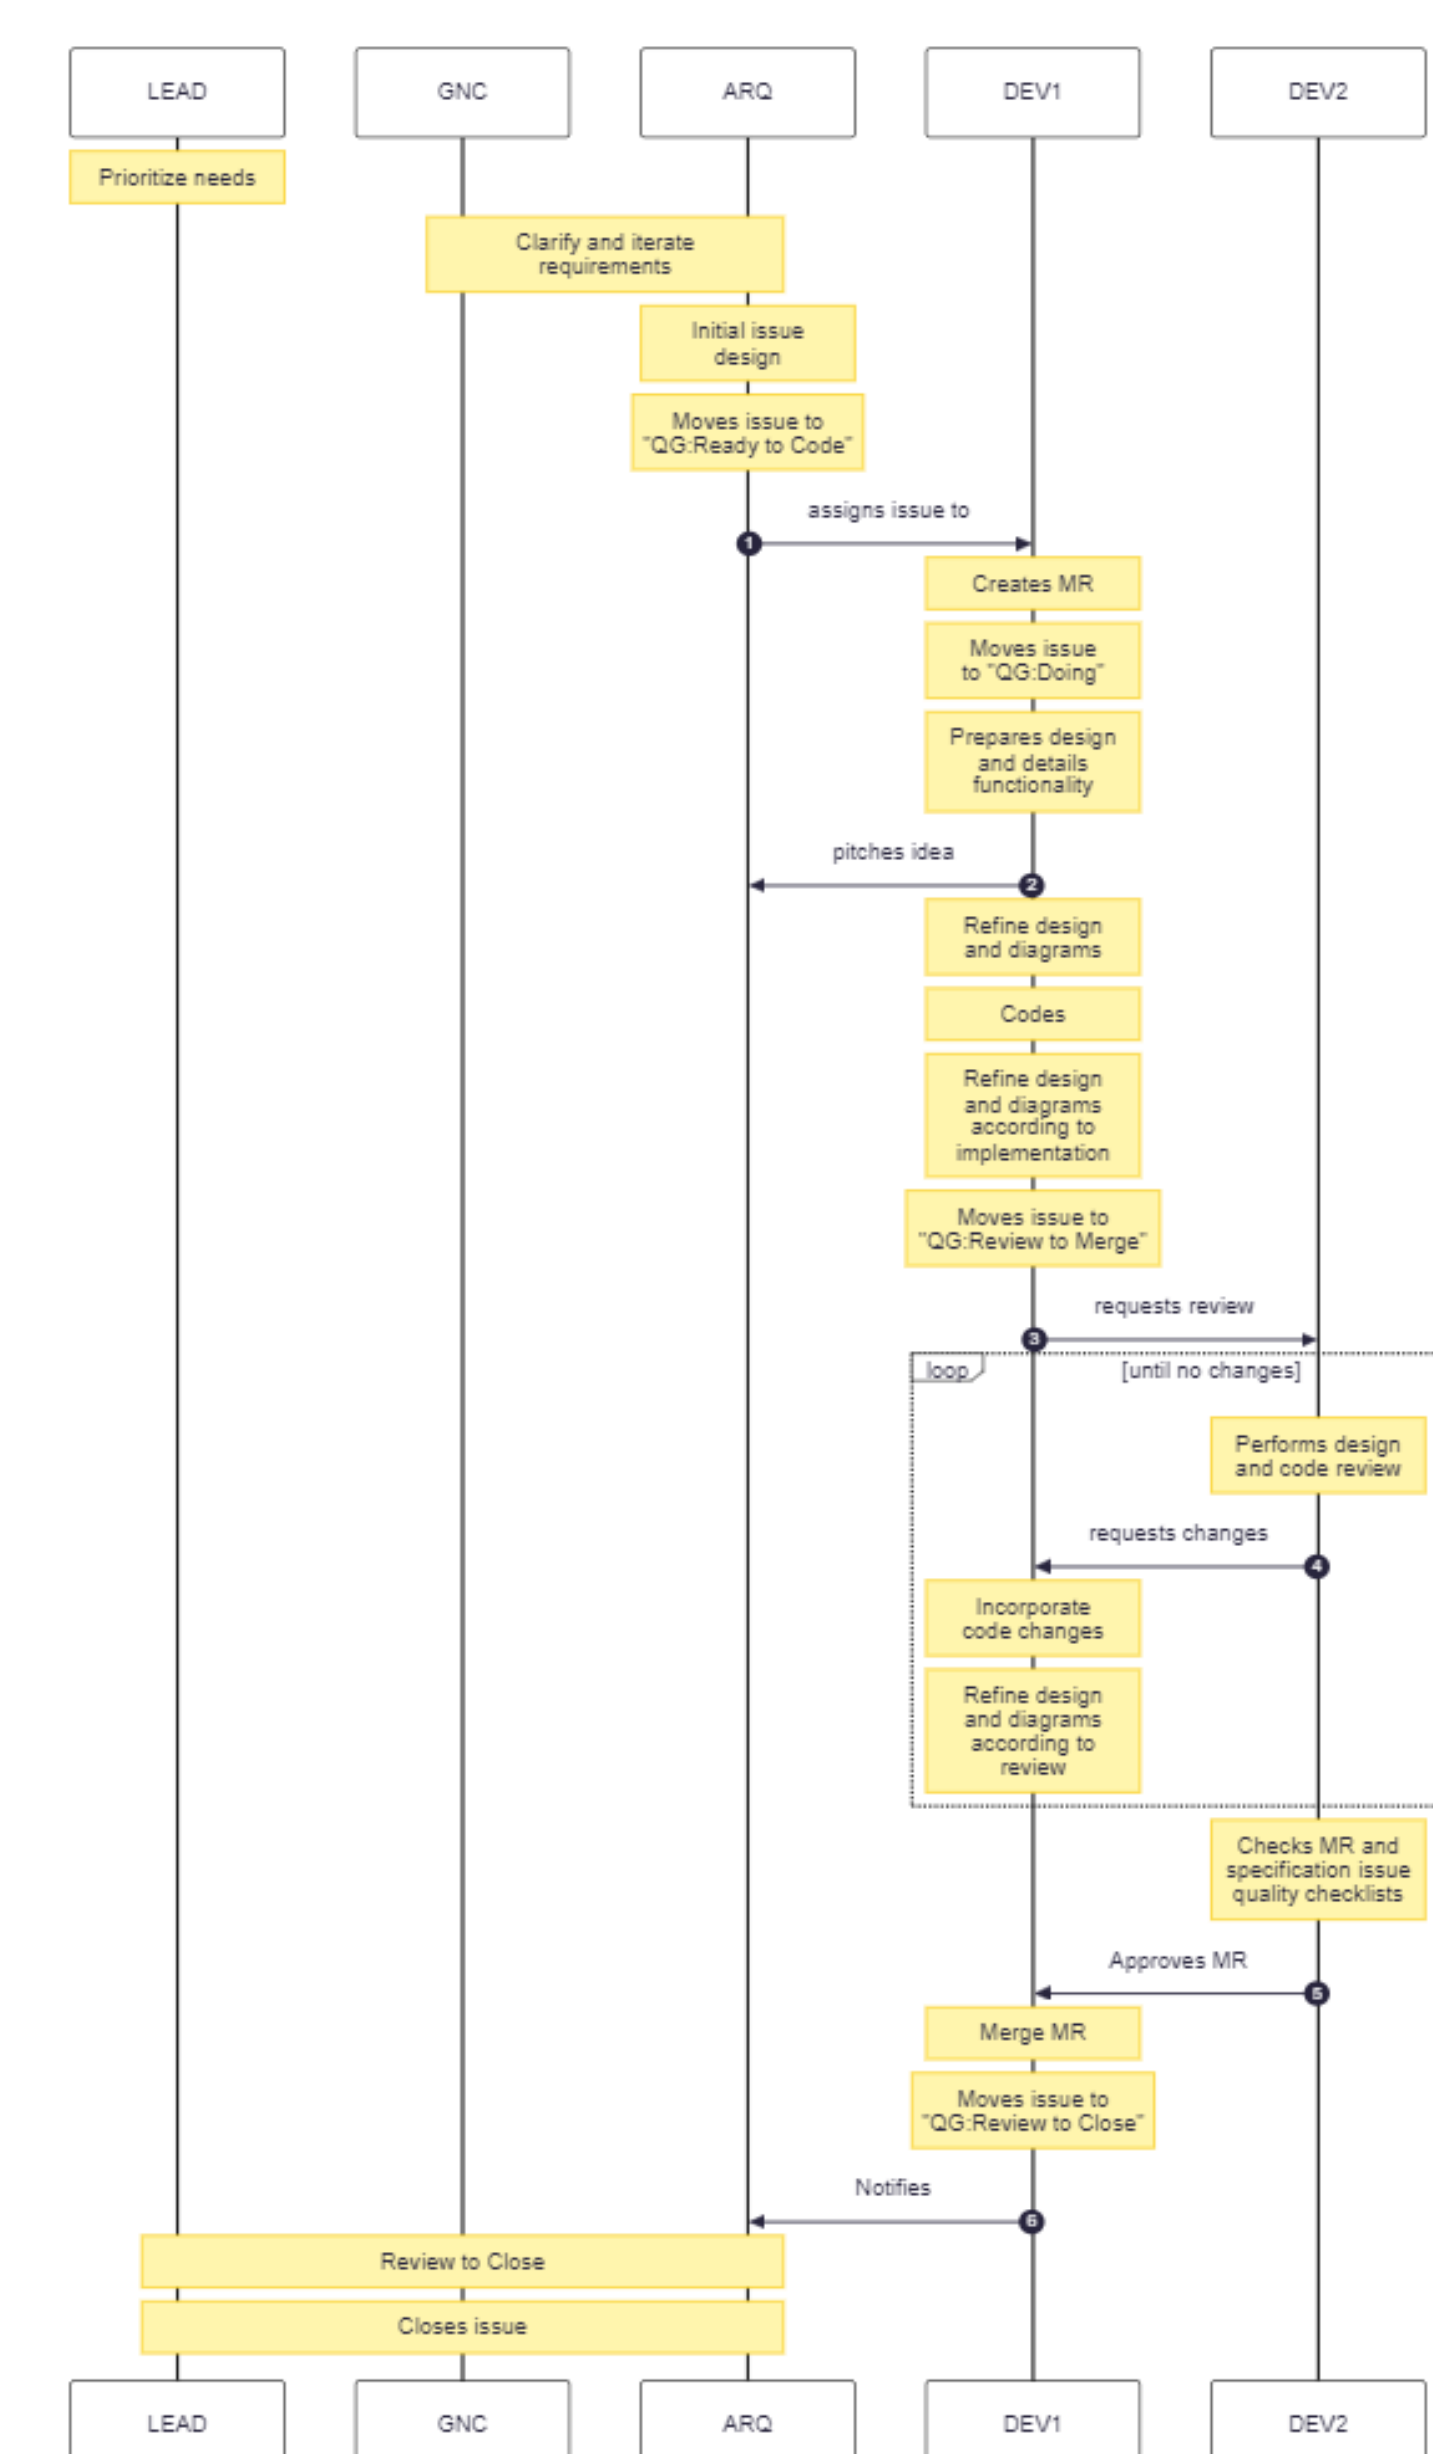 LEAD
GNC
ARQ
DEV1
DEV2
Prioritize needs
Clarify and iterate
requirements
Initial issue
design
Moves issue to
"QG:Ready to Code"
assigns issue to
1
Creates MR
Moves issue
to "QG:Doing"
Prepares design
and details
functionality
pitches idea
2
Refine design
and diagrams
Codes
Refine design
and diagrams
according to
implementation
Moves issue to
"QG:Review to Merge"
requests review
3
loop
[until no changes]
Performs design
and code review
requests changes
4
Incorporate
code changes
Refine design
and diagrams
according to
review
Checks MR and
specification issue
quality checklists
Approves MR
5
Merge MR
Moves issue to
"QG:Review to Close"
Notifies
6
Review to Close
Closes issue
LEAD
GNC
ARQ
DEV1
DEV2